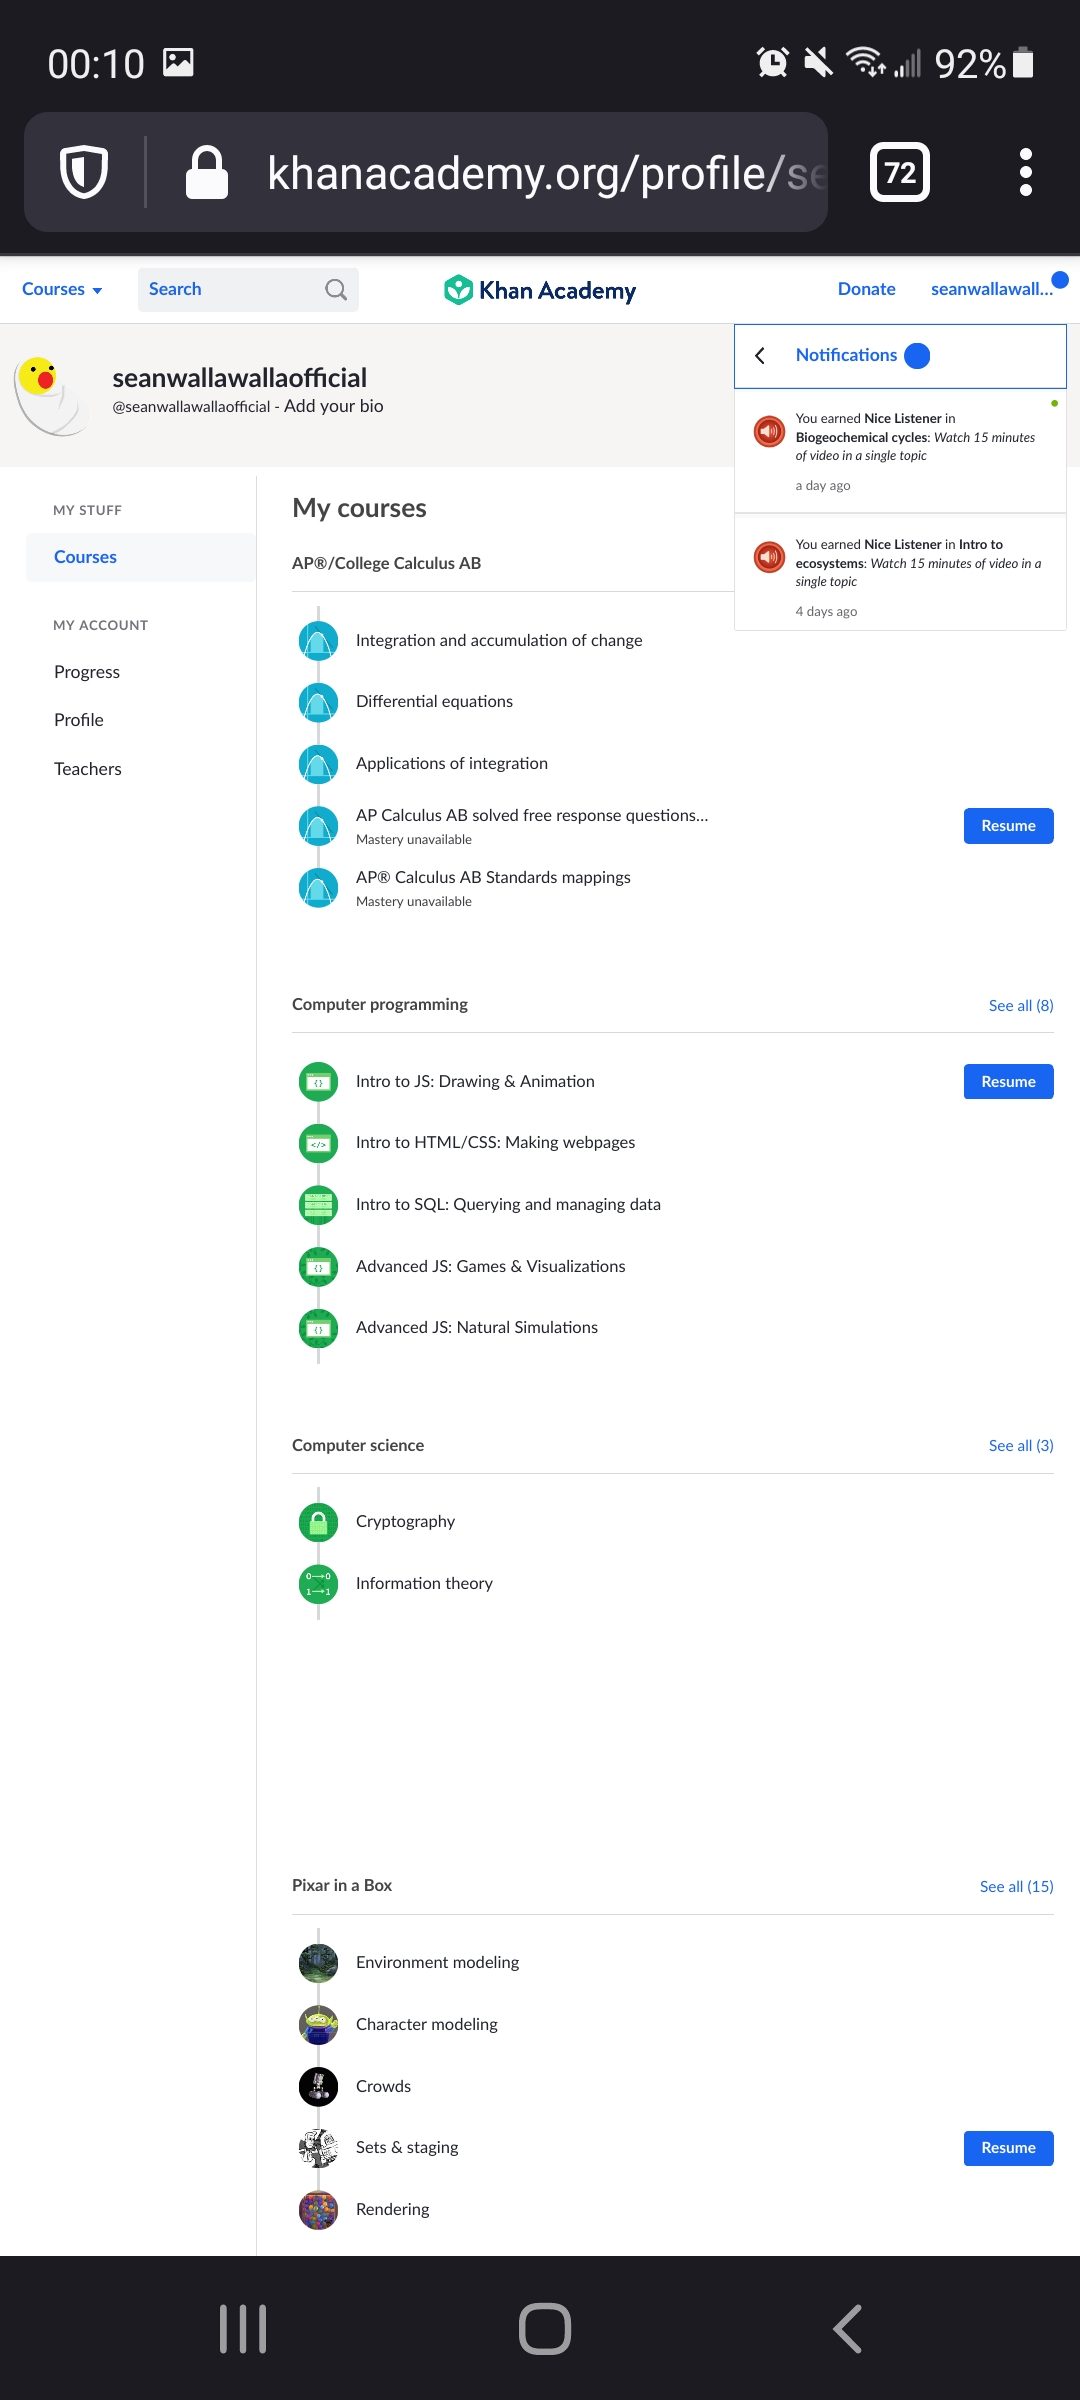 00:10
92%
khanacademy.org/profile/se
72
Courses
Search
Khan Academy
Donate
seanwallawall...
Notifications
seanwallawallaofficial
@seanwallawallaofficial - Add your bio
You earned Nice Listener in
Biogeochemical cycles: Watch 15 minutes
of video in a single topic
a day ago
You earned Nice Listener in Intro to
ecosystems: Watch 15 minutes of video in a
single topic
4 days ago
MY STUFF
Courses
MY ACCOUNT
Progress
Profile
Teachers
My courses
AP®/College Calculus AB
Integration and accumulation of change
Differential equations
Applications of integration
AP Calculus AB solved free response questions...
Mastery unavailable
Resume
AP® Calculus AB Standards mappings
Mastery unavailable
Computer programming
See all (8)
Intro to JS: Drawing & Animation
Resume
Intro to HTML/CSS: Making webpages
Intro to SQL: Querying and managing data
Advanced JS: Games & Visualizations
Advanced JS: Natural Simulations
Computer science
See all (3)
Cryptography
Information theory
Pixar in a Box
See all (15)
Environment modeling
Character modeling
Crowds
Sets & staging
Resume
Rendering